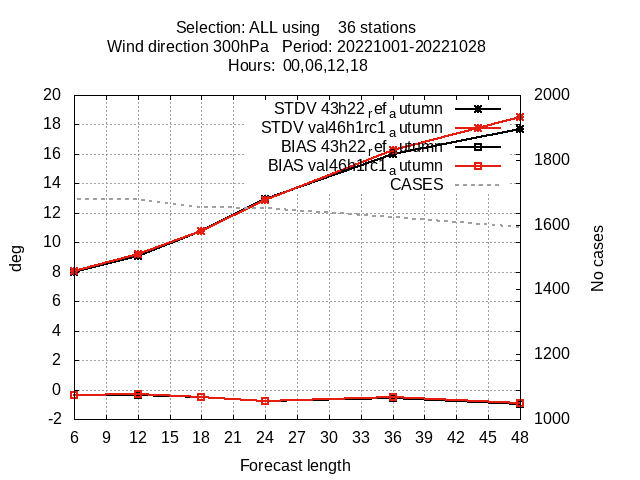 Selection: ALL using    36 stations
Wind direction 300hPa   Period: 20221001-20221028
Hours: 00,06,12,18
20
18
16
14
12
10
8
6
4
2
0
-2
deg
STDV 43h22_ref_autumn
STDV val46h1rc1_autumn
BIAS 43h22_ref_autumn
BIAS val46h1rc1_autumn
CASES
2000
1800
1600
1400
1200
1000
No cases
6 9 12 15 18 21 24 27 30 33 36 39 42 45 48
Forecast length